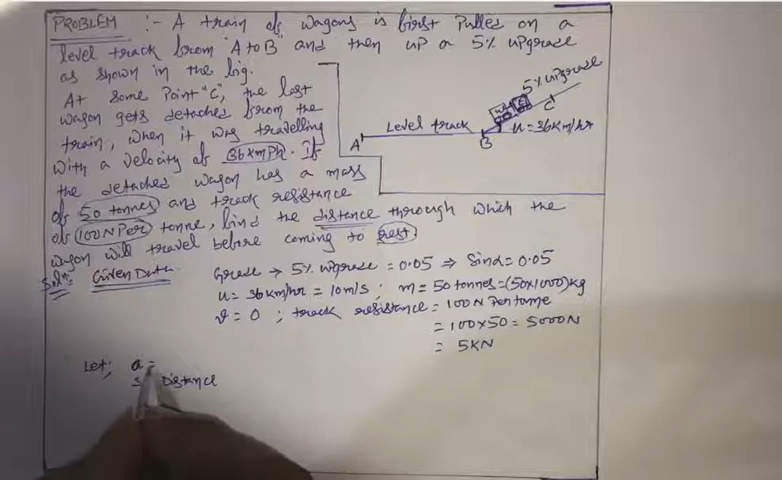 PROBLEM :- A train of wagons is first pulled on a
level track from "A to B" and then up a 5% upgrade
as shown in the fig.
At some Point "C", the last
wagon gets detached from the
train, when it was travelling
with a velocity of 36kmPh. If
the detached wagon has a mass
of 50 tonnes and track resistance
of 100N Per tonne, find the distance through which the
wagon will travel before coming to rest.
5% upgrade
C
u = 36km/hr
Level track
A
B
Soln:
Given Data.
Grade → 5% upgrade = 0.05 ⇒ Sinα = 0.05
u = 36km/hr = 10m/s ; m = 50 tonnes = (50x1000)kg
v = 0 ; track resistance = 100N Per tonne
= 100x50 = 5000N
= 5KN
Let, a =
Distance